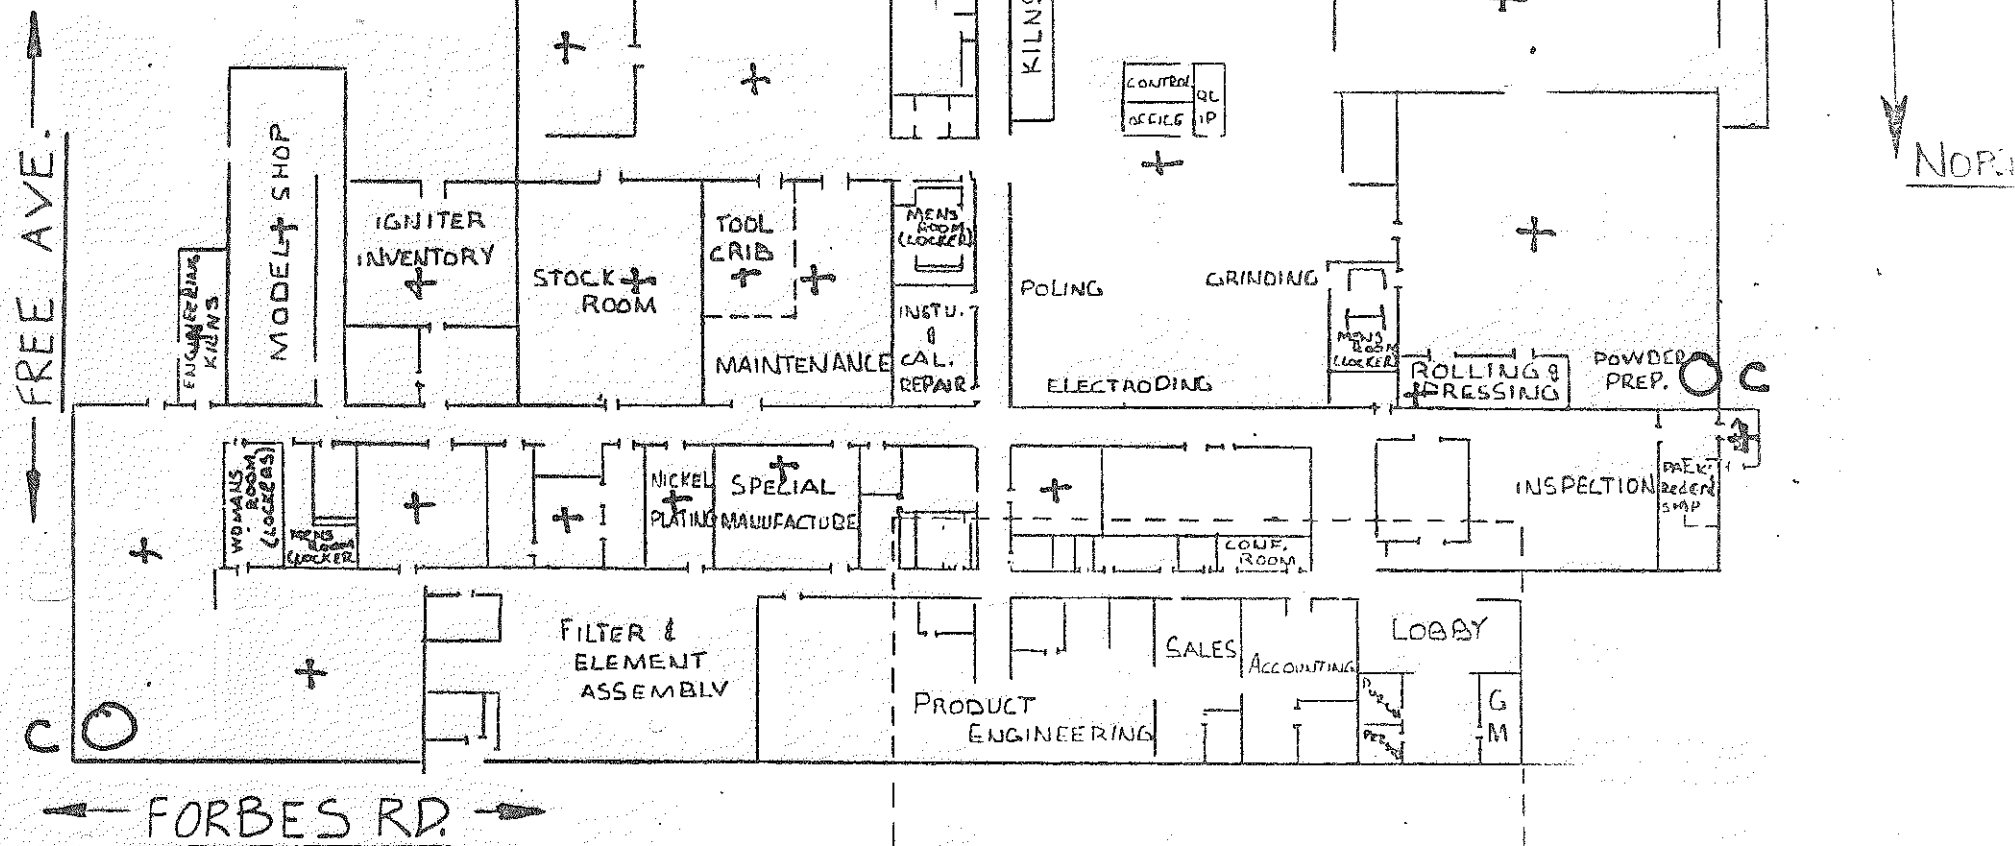 FREE AVE.
KILNS
CONTROL
OFFICE
QC
IP
MODEL SHOP
ENGINEERING
KILNS
IGNITER
INVENTORY
STOCK
ROOM
TOOL
CRIB
MAINTENANCE
MENS
ROOM
(LOCKER)
INSTU.
&
CAL.
REPAIR
POLING
GRINDING
ELECTRODING
MENS
ROOM
(LOCKER)
ROLLING &
PRESSING
POWDER
PREP.
C
WOMANS
ROOM
(LOCKERS)
MENS
ROOM
(LOCKER
NICKEL
PLATING
SPECIAL
MANUFACTURE
CONF.
ROOM
INSPECTION
FILTER &
ELEMENT
ASSEMBLY
PRODUCT
ENGINEERING
SALES
ACCOUNTING
LOBBY
G
M
C
FORBES RD.